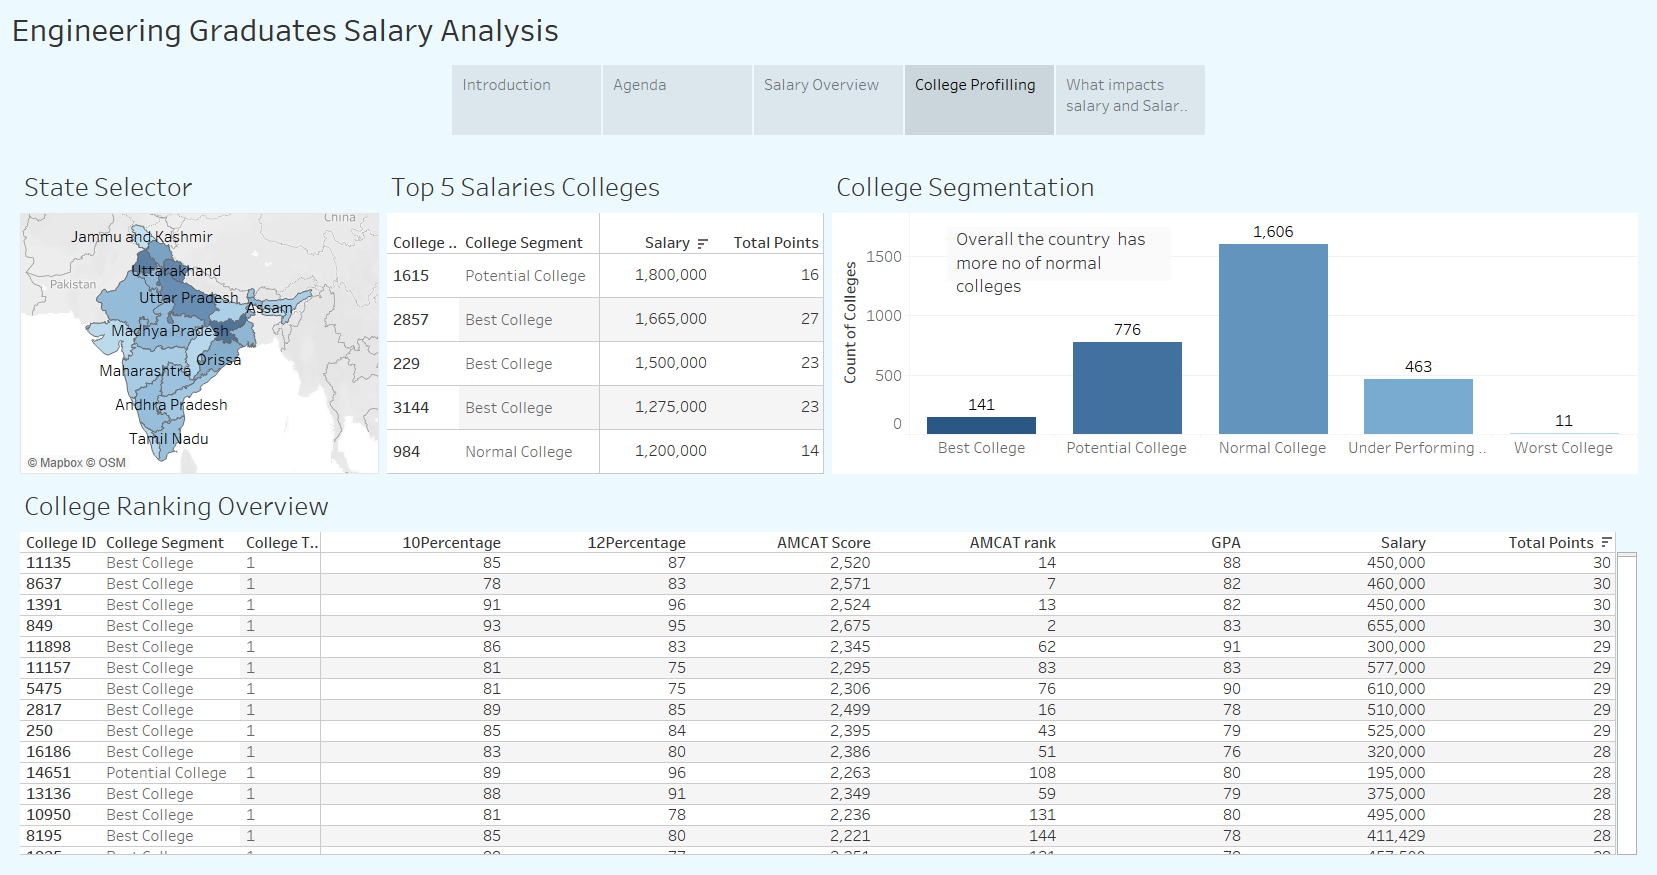 Engineering Graduates Salary Analysis
Introduction
Agenda
Salary Overview
College Profilling
What impacts
salary and Salar..
State Selector
China
Jammu and Kashmir
Uttarakhand
Pakistan
Uttar Pradesh
Assam
Madhya Pradesh
Orissa
Maharashtra
Andhra Pradesh
Tamil Nadu
© Mapbox © OSM
Top 5 Salaries Colleges
College .. College Segment Salary Total Points
1615 Potential College 1,800,000 16
2857 Best College 1,665,000 27
229 Best College 1,500,000 23
3144 Best College 1,275,000 23
984 Normal College 1,200,000 14
College Segmentation
Overall the country has
more no of normal
colleges
Count of Colleges
1500
1000
500
0
141
776
1,606
463
11
Best College
Potential College
Normal College
Under Performing ..
Worst College
College Ranking Overview
College ID College Segment College T.. 10Percentage 12Percentage AMCAT Score AMCAT rank GPA Salary Total Points
11135 Best College 1 85 87 2,520 14 88 450,000 30
8637 Best College 1 78 83 2,571 7 82 460,000 30
1391 Best College 1 91 96 2,524 13 82 450,000 30
849 Best College 1 93 95 2,675 2 83 655,000 30
11898 Best College 1 86 83 2,345 62 91 300,000 29
11157 Best College 1 81 75 2,295 83 83 577,000 29
5475 Best College 1 81 75 2,306 76 90 610,000 29
2817 Best College 1 89 85 2,499 16 78 510,000 29
250 Best College 1 85 84 2,395 43 79 525,000 29
16186 Best College 1 83 80 2,386 51 76 320,000 28
14651 Potential College 1 89 96 2,263 108 80 195,000 28
13136 Best College 1 88 91 2,349 59 79 375,000 28
10950 Best College 1 81 78 2,236 131 80 495,000 28
8195 Best College 1 85 80 2,221 144 78 411,429 28